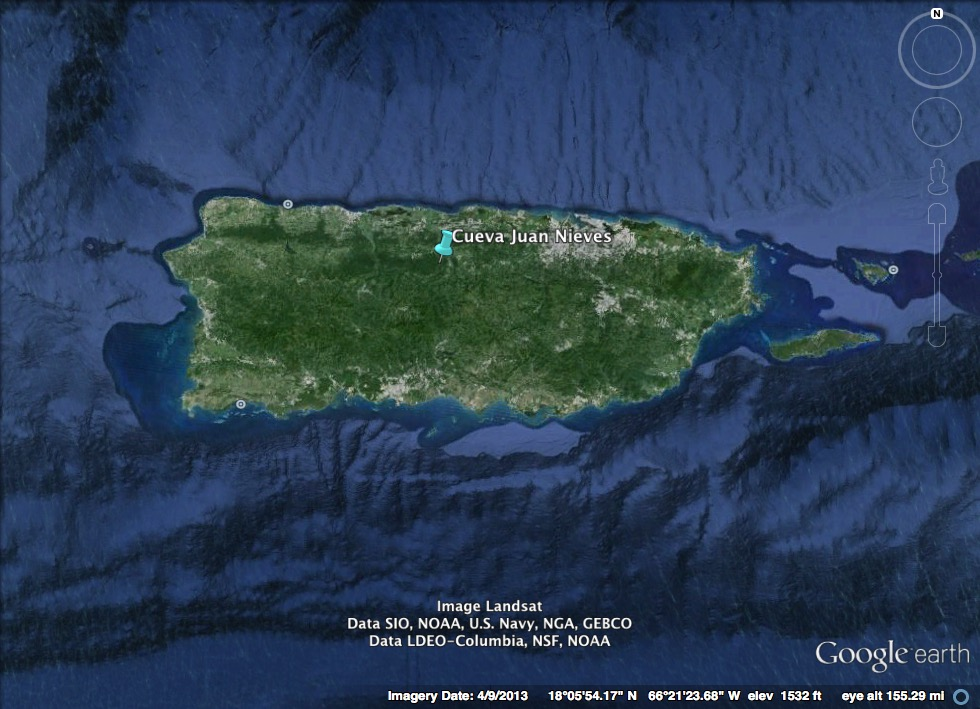 N
Cueva Juan Nieves
Image Landsat
Data SIO, NOAA, U.S. Navy, NGA, GEBCO
Data LDEO-Columbia, NSF, NOAA
Google earth
Imagery Date: 4/9/2013 18°05'54.17" N 66°21'23.68" W elev 1532 ft eye alt 155.29 mi